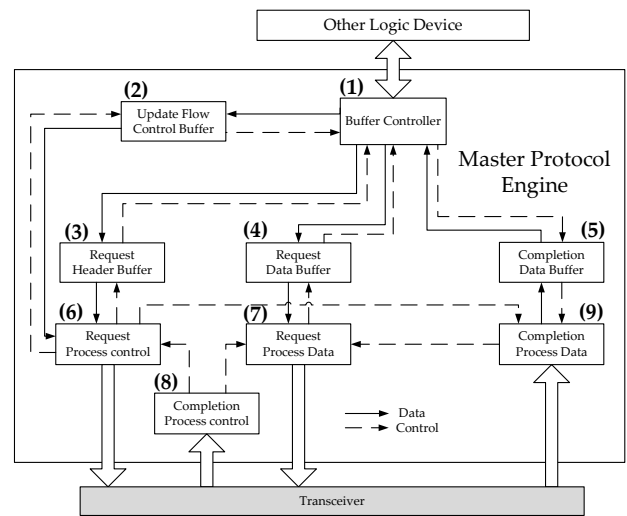 Other Logic Device
(1)
(2)
Update Flow
Control Buffer
Buffer Controller
Master Protocol
Engine
(3)
(4)
(5)
Request
Header Buffer
Request
Data Buffer
Completion
Data Buffer
(6)
(7)
(9)
Request
Process control
Request
Process Data
Completion
Process Data
(8)
Completion
Process control
Data
Control
Transceiver